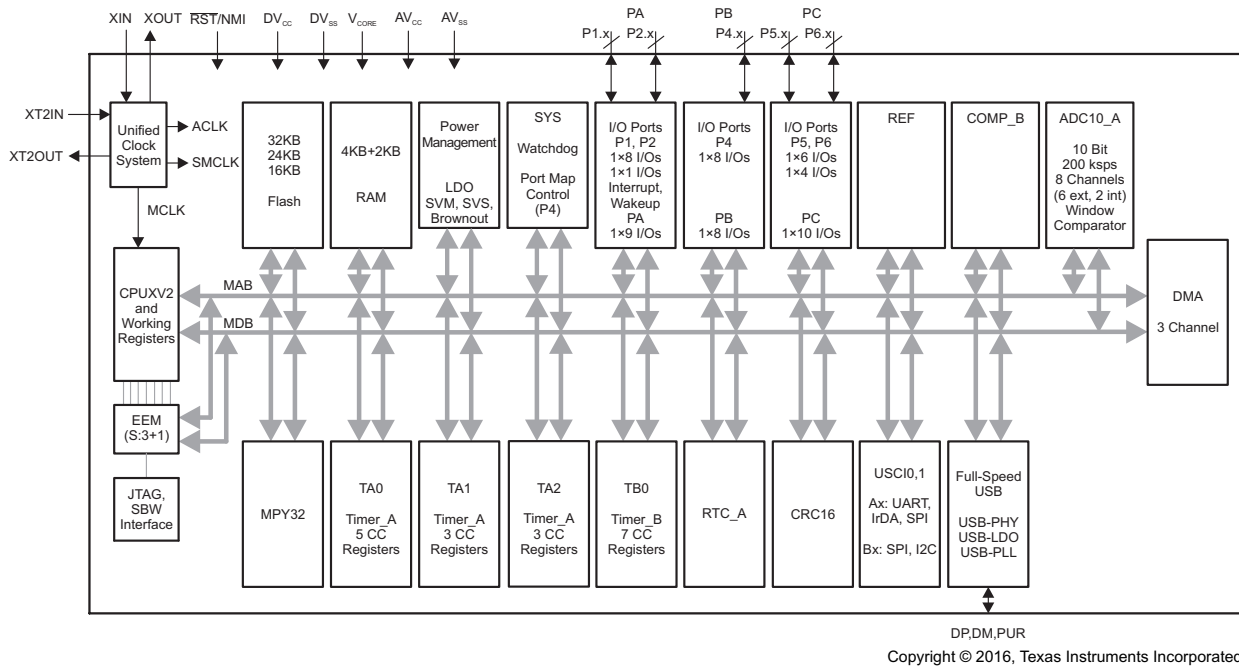 XIN
XOUT
RST/NMI
DVCC
DVSS
VCORE
AVCC
AVSS
PA
P1.x
P2.x
PB
P4.x
PC
P5.x
P6.x
XT2IN
XT2OUT
Unified
Clock
System
ACLK
SMCLK
MCLK
32KB
24KB
16KB
Flash
4KB+2KB
RAM
Power
Management
LDO
SVM, SVS,
Brownout
SYS
Watchdog
Port Map
Control
(P4)
I/O Ports
P1, P2
1×8 I/Os
1×1 I/Os
Interrupt,
Wakeup
PA
1×9 I/Os
I/O Ports
P4
1×8 I/Os
PB
1×8 I/Os
I/O Ports
P5, P6
1×6 I/Os
1×4 I/Os
PC
1×10 I/Os
REF
COMP_B
ADC10_A
10 Bit
200 ksps
8 Channels
(6 ext, 2 int)
Window
Comparator
CPUXV2
and
Working
Registers
MAB
MDB
DMA
3 Channel
EEM
(S:3+1)
JTAG,
SBW
Interface
MPY32
TA0
Timer_A
5 CC
Registers
TA1
Timer_A
3 CC
Registers
TA2
Timer_A
3 CC
Registers
TB0
Timer_B
7 CC
Registers
RTC_A
CRC16
USCI0,1
Ax: UART,
IrDA, SPI
Bx: SPI, I2C
Full-Speed
USB
USB-PHY
USB-LDO
USB-PLL
DP,DM,PUR
Copyright © 2016, Texas Instruments Incorporated